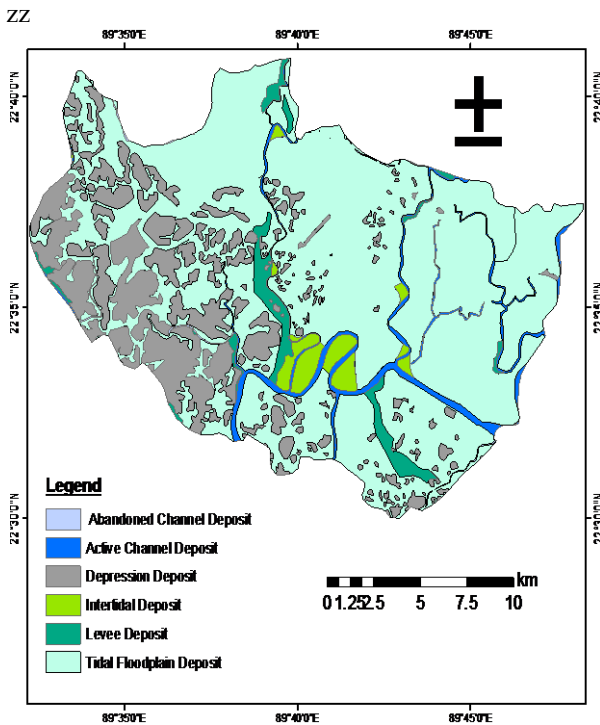 zz
89°35'0"E 89°40'0"E 89°45'0"E
22°40'0"N 22°40'0"N
22°35'0"N 22°35'0"N
22°30'0"N 22°30'0"N
Legend
Abandoned Channel Deposit
Active Channel Deposit
Depression Deposit
Intertidal Deposit
Levee Deposit
Tidal Floodplain Deposit
km
0 1.25 2.5 5 7.5 10
89°35'0"E 89°40'0"E 89°45'0"E